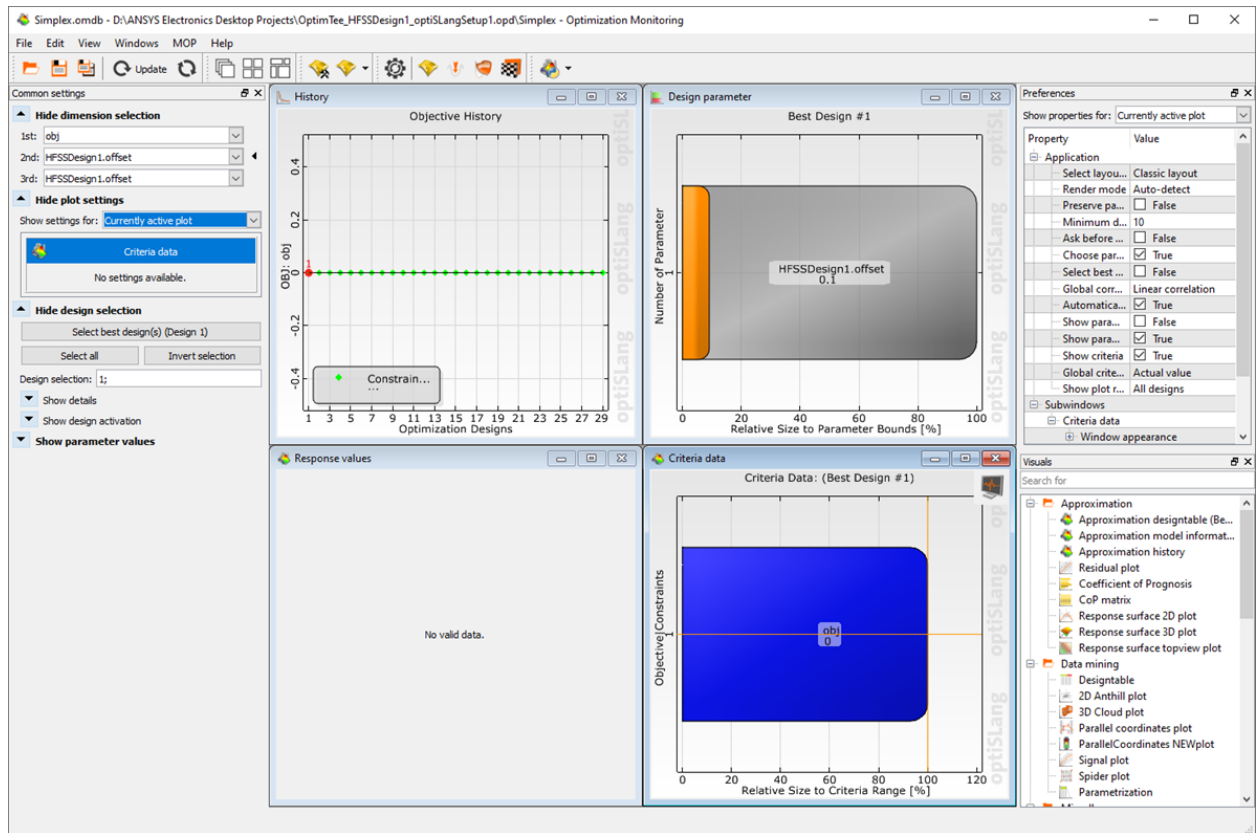 Simplex.omdb - D:\ANSYS Electronics Desktop Projects\OptimTee_HFSSDesign1_optiSLangSetup1.opd\Simplex - Optimization Monitoring
File Edit View Windows MOP Help
Update
Common settings
Hide dimension selection
1st: obj
2nd: HFSSDesign1.offset
3rd: HFSSDesign1.offset
Hide plot settings
Show settings for: Currently active plot
Criteria data
No settings available.
Hide design selection
Select best design(s) (Design 1)
Select all Invert selection
Design selection: 1;
Show details
Show design activation
Show parameter values
History
Objective History
OBJ: obj
0.4
0.2
0
-0.2
-0.4
1
Constrain...
...
1 3 5 7 9 11 13 15 17 19 21 23 25 27 29
Optimization Designs
optiSLang
optiSLang
optiSLang
Design parameter
Best Design #1
Number of Parameter
1
HFSSDesign1.offset
0.1
0 20 40 60 80 100
Relative Size to Parameter Bounds [%]
optiSLang
optiSLang
optiSLang
Response values
No valid data.
Criteria data
Criteria Data: (Best Design #1)
Objective|Constraints
1
obj
0
0 20 40 60 80 100 120
Relative Size to Criteria Range [%]
optiSLang
optiSLang
Preferences
Show properties for: Currently active plot
Property Value
Application
Select layou... Classic layout
Render mode Auto-detect
Preserve pa... False
Minimum d... 10
Ask before ... False
Choose par... True
Select best ... False
Global corr... Linear correlation
Automatica... True
Show para... False
Show para... True
Show criteria True
Global crite... Actual value
Show plot r... All designs
Subwindows
Criteria data
Window appearance
Visuals
Search for
Approximation
Approximation designtable (Be...
Approximation model informat...
Approximation history
Residual plot
Coefficient of Prognosis
CoP matrix
Response surface 2D plot
Response surface 3D plot
Response surface topview plot
Data mining
Designtable
2D Anthill plot
3D Cloud plot
Parallel coordinates plot
ParallelCoordinates NEWplot
Signal plot
Spider plot
Parametrization